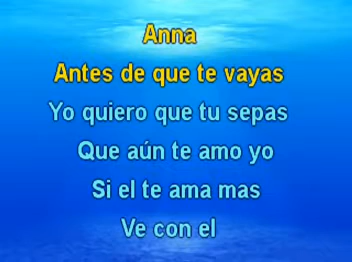 Anna
Antes de que te vayas
Yo quiero que tu sepas
Que aún te amo yo
Si el te ama mas
Ve con el